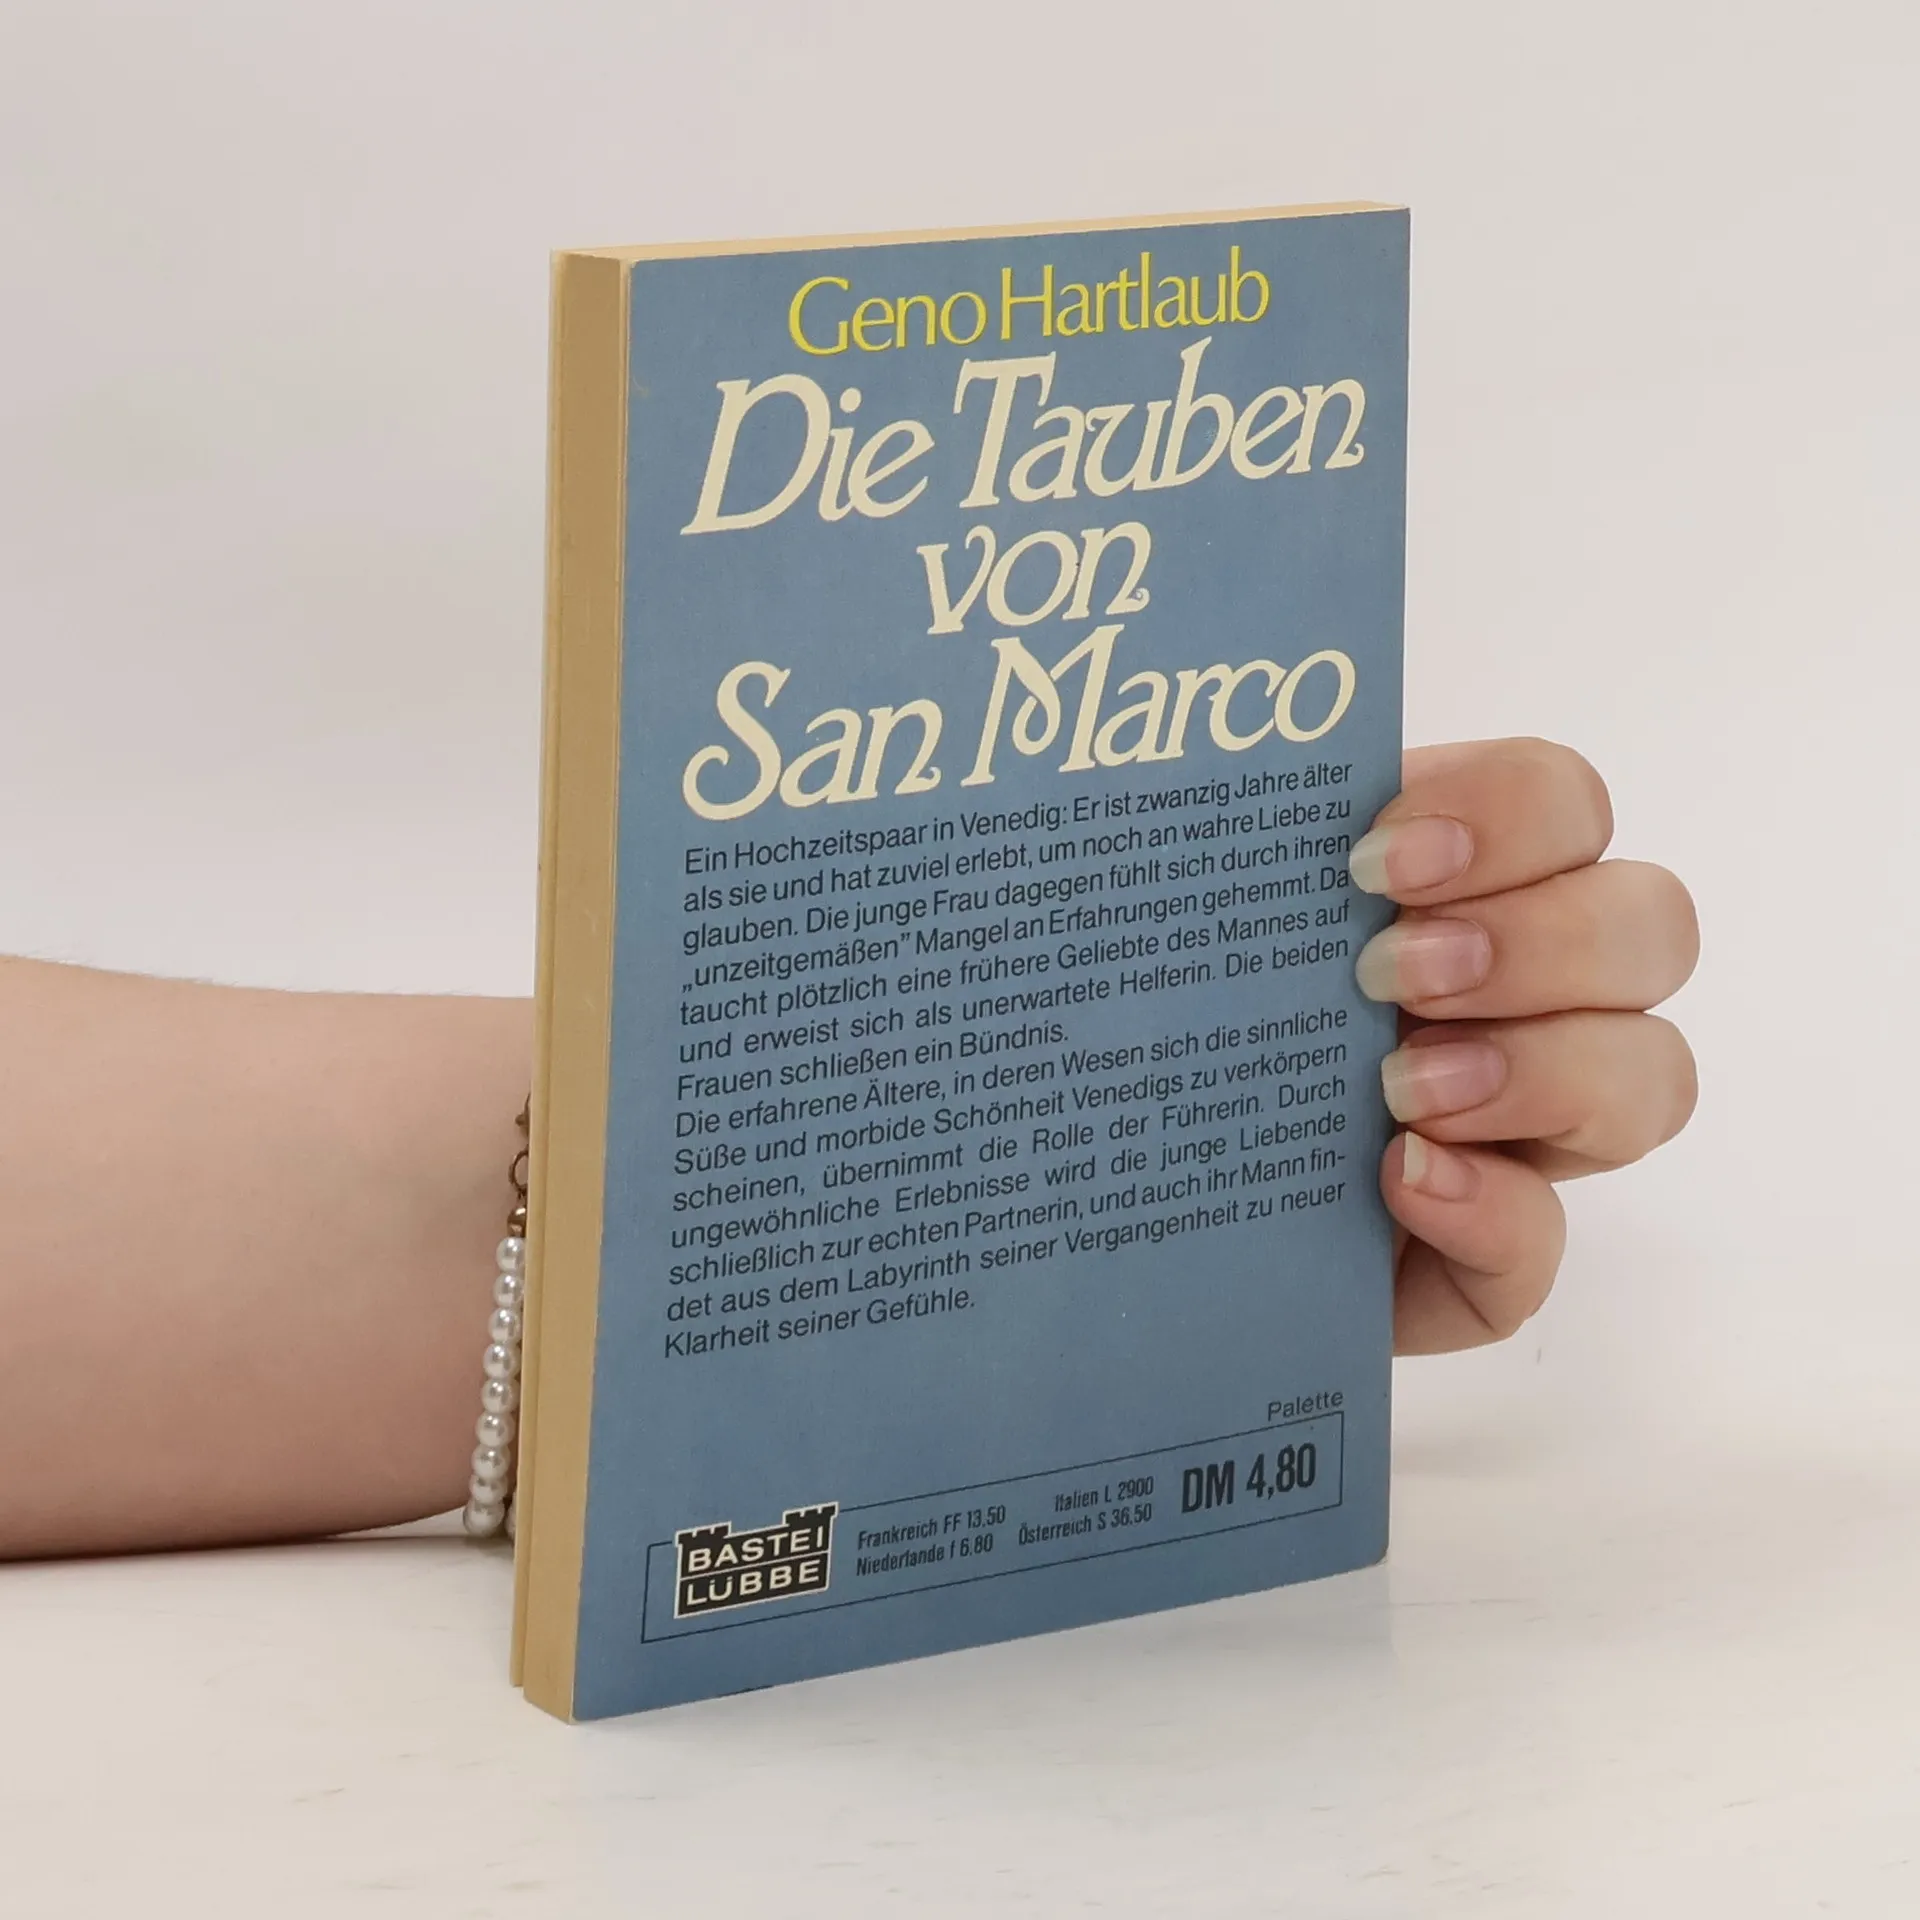 Geno Hartlaub
Die Tauben
von
San Marco
Ein Hochzeitspaar in Venedig: Er ist zwanzig Jahre älter
als sie und hat zuviel erlebt, um noch an wahre Liebe zu
glauben. Die junge Frau dagegen fühlt sich durch ihren
„unzeitgemäßen” Mangel an Erfahrungen gehemmt. Da
taucht plötzlich eine frühere Geliebte des Mannes auf
und erweist sich als unerwartete Helferin. Die beiden
Frauen schließen ein Bündnis.
Die erfahrene Ältere, in deren Wesen sich die sinnliche
Süße und morbide Schönheit Venedigs zu verkörpern
scheinen, übernimmt die Rolle der Führerin. Durch
ungewöhnliche Erlebnisse wird die junge Liebende
schließlich zur echten Partnerin, und auch ihr Mann fin-
det aus dem Labyrinth seiner Vergangenheit zu neuer
Klarheit seiner Gefühle.
Palette
BASTEI
LÜBBE
Frankreich FF 13,50 Italien L 2900
Niederlande f 6,80 Österreich S 36,50
DM 4,80